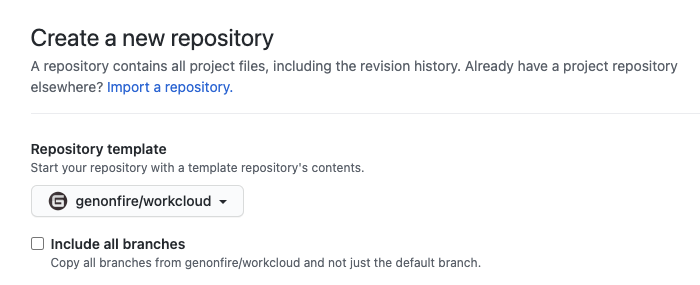 Create a new repository
A repository contains all project files, including the revision history. Already have a project repository
elsewhere? Import a repository.
Repository template
Start your repository with a template repository's contents.
genonfire/workcloud
Include all branches
Copy all branches from genonfire/workcloud and not just the default branch.